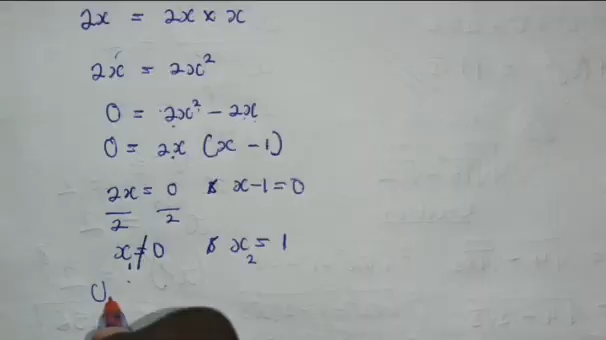 2x = 2x × x
2x = 2x²
0 = 2x² - 2x
0 = 2x (x - 1)
2x = 0 & x-1 = 0
2 2
x₁ ≠ 0 & x₂ = 1